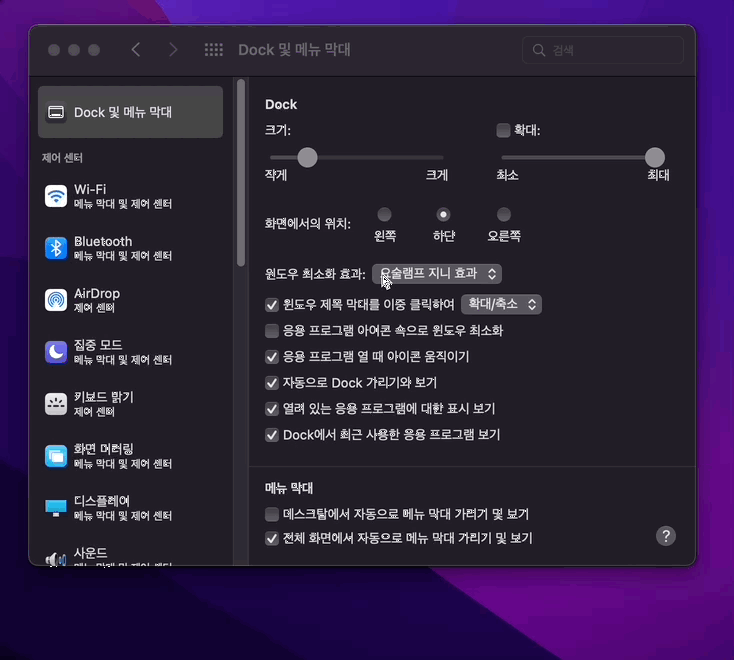 Dock 및 메뉴 막대
검색
Dock 및 메뉴 막대
제어 센터
Wi-Fi
메뉴 막대 및 제어 센터
Bluetooth
메뉴 막대 및 제어 센터
AirDrop
제어 센터
집중 모드
메뉴 막대 및 제어 센터
키보드 밝기
제어 센터
화면 미러링
메뉴 막대 및 제어 센터
디스플레이
메뉴 막대 및 제어 센터
사운드
메뉴 막대 및 제어 센터
Dock
크기:
확대:
작게 크게
최소 최대
화면에서의 위치:
왼쪽 하단 오른쪽
윈도우 최소화 효과: 요술램프 지니 효과
윈도우 제목 막대를 이중 클릭하여 확대/축소
응용 프로그램 아이콘 속으로 윈도우 최소화
응용 프로그램 열 때 아이콘 움직이기
자동으로 Dock 가리기와 보기
열려 있는 응용 프로그램에 대한 표시 보기
Dock에서 최근 사용한 응용 프로그램 보기
메뉴 막대
데스크탑에서 자동으로 메뉴 막대 가리기 및 보기
전체 화면에서 자동으로 메뉴 막대 가리기 및 보기
?